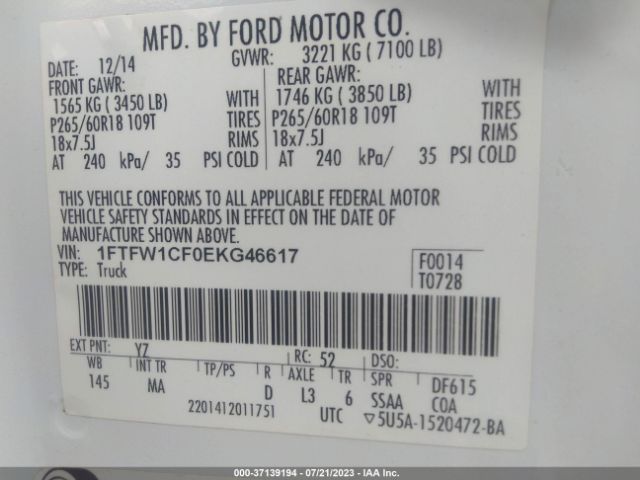 MFD. BY FORD MOTOR CO.
DATE: 12/14 GVWR: 3221 KG ( 7100 LB)
FRONT GAWR: REAR GAWR:
1565 KG ( 3450 LB) WITH 1746 KG ( 3850 LB) WITH
P265/60R18 109T TIRES P265/60R18 109T TIRES
18x7.5J RIMS 18x7.5J RIMS
AT 240 kPa/ 35 PSI COLD AT 240 kPa/ 35 PSI COLD
THIS VEHICLE CONFORMS TO ALL APPLICABLE FEDERAL MOTOR
VEHICLE SAFETY STANDARDS IN EFFECT ON THE DATE OF
MANUFACTURE SHOWN ABOVE.
VIN: 1FTFW1CF0EKG46617 F0014
TYPE: Truck T0728
EXT PNT: YZ RC: 52 DSO:
WB INT TR TP/PS R AXLE TR SPR DF615
145 MA D L3 6 SSAA COA
2201412011751 UTC ▽5U5A-1520472-BA
000-37139194 - 07/21/2023 - IAA Inc.